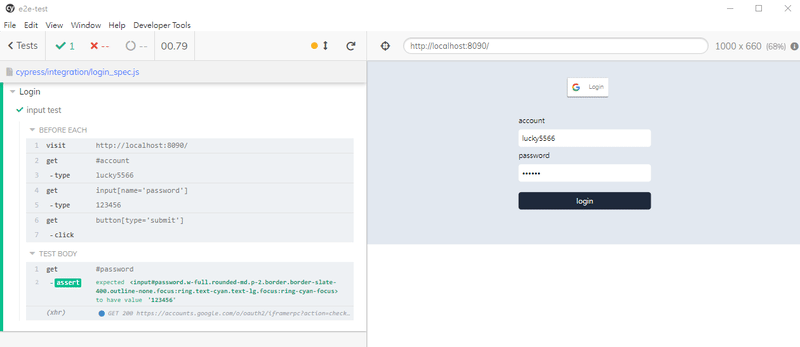 cy e2e-test
File Edit View Window Help Developer Tools
Tests 1 -- -- 00.79
http://localhost:8090/ 1000 x 660 (68%)
cypress/integration/login_spec.js
Login
input test
BEFORE EACH
1 visit http://localhost:8090/
2 get #account
3 -type lucky5566
4 get input[name='password']
5 -type 123456
6 get button[type='submit']
7 -click
TEST BODY
1 get #password
2 -assert expected <input#password.w-full.rounded-md.p-2.border.border-slate-
400.outline-none.focus:ring.text-cyan.text-lg.focus:ring-cyan-focus>
to have value '123456'
(xhr) GET 200 https://accounts.google.com/o/oauth2/iframerpc?action=check…
G Login
account
lucky5566
password
••••••
login